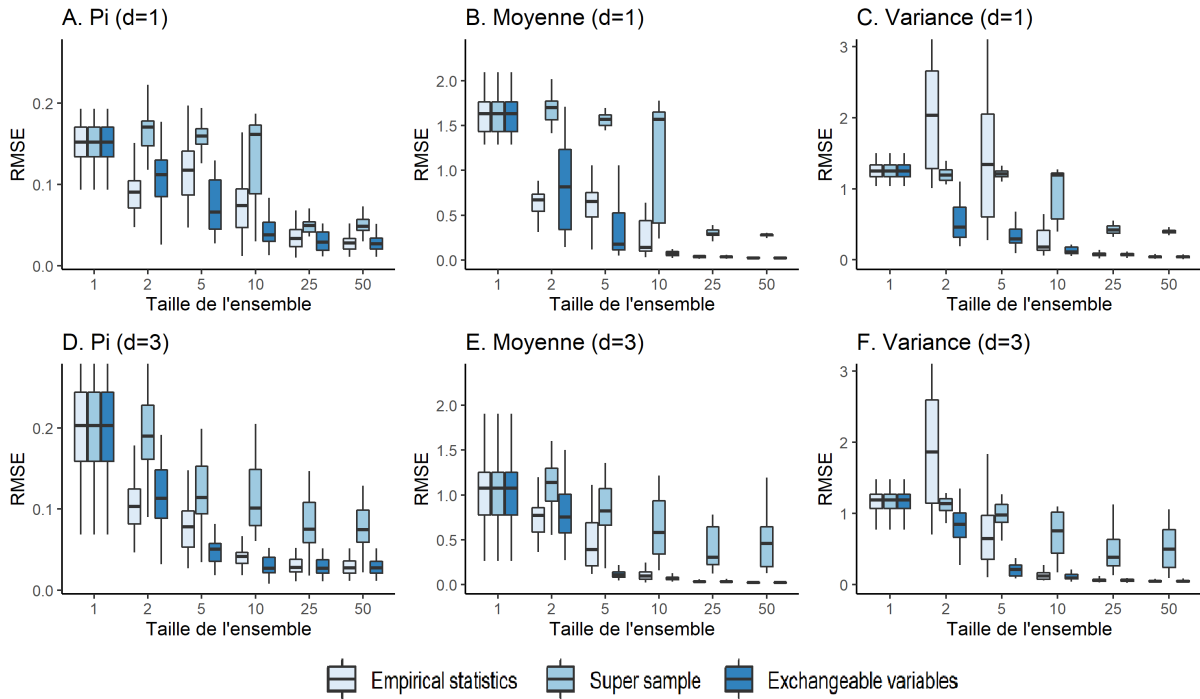 A. Pi (d=1)
B. Moyenne (d=1)
C. Variance (d=1)
RMSE
0.2
0.1
0.0
1 2 5 10 25 50
Taille de l'ensemble
RMSE
2.0
1.5
1.0
0.5
0.0
1 2 5 10 25 50
Taille de l'ensemble
RMSE
3
2
1
0
1 2 5 10 25 50
Taille de l'ensemble
D. Pi (d=3)
E. Moyenne (d=3)
F. Variance (d=3)
RMSE
0.2
0.1
0.0
1 2 5 10 25 50
Taille de l'ensemble
RMSE
2.0
1.5
1.0
0.5
0.0
1 2 5 10 25 50
Taille de l'ensemble
RMSE
3
2
1
0
1 2 5 10 25 50
Taille de l'ensemble
Empirical statistics
Super sample
Exchangeable variables